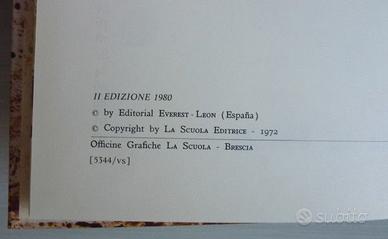 II EDIZIONE 1980
© by Editorial EVEREST - LEON (España)
© Copyright by LA SCUOLA EDITRICE - 1972
Officine Grafiche LA SCUOLA - BRESCIA
[5344/vs]
subito